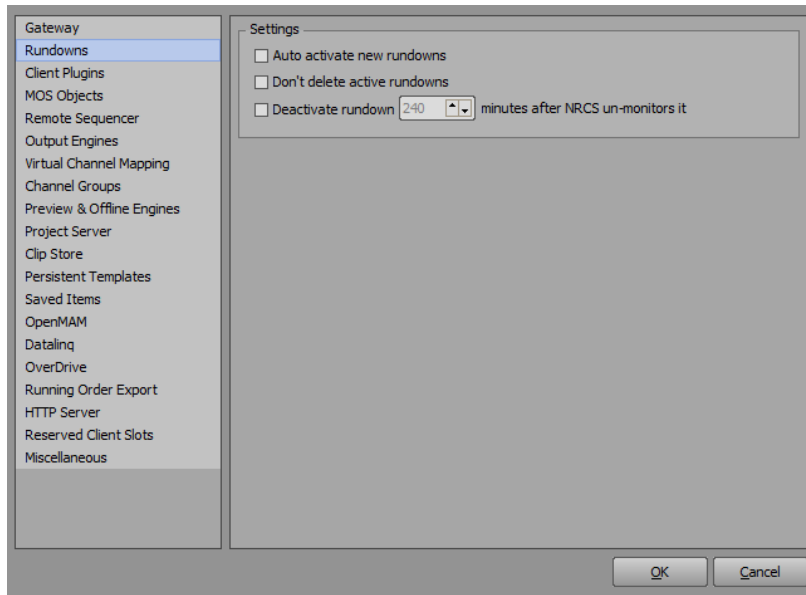 Gateway
Rundowns
Client Plugins
MOS Objects
Remote Sequencer
Output Engines
Virtual Channel Mapping
Channel Groups
Preview & Offline Engines
Project Server
Clip Store
Persistent Templates
Saved Items
OpenMAM
Datalinq
OverDrive
Running Order Export
HTTP Server
Reserved Client Slots
Miscellaneous
Settings
Auto activate new rundowns
Don't delete active rundowns
Deactivate rundown 240 minutes after NRCS un-monitors it
OK Cancel